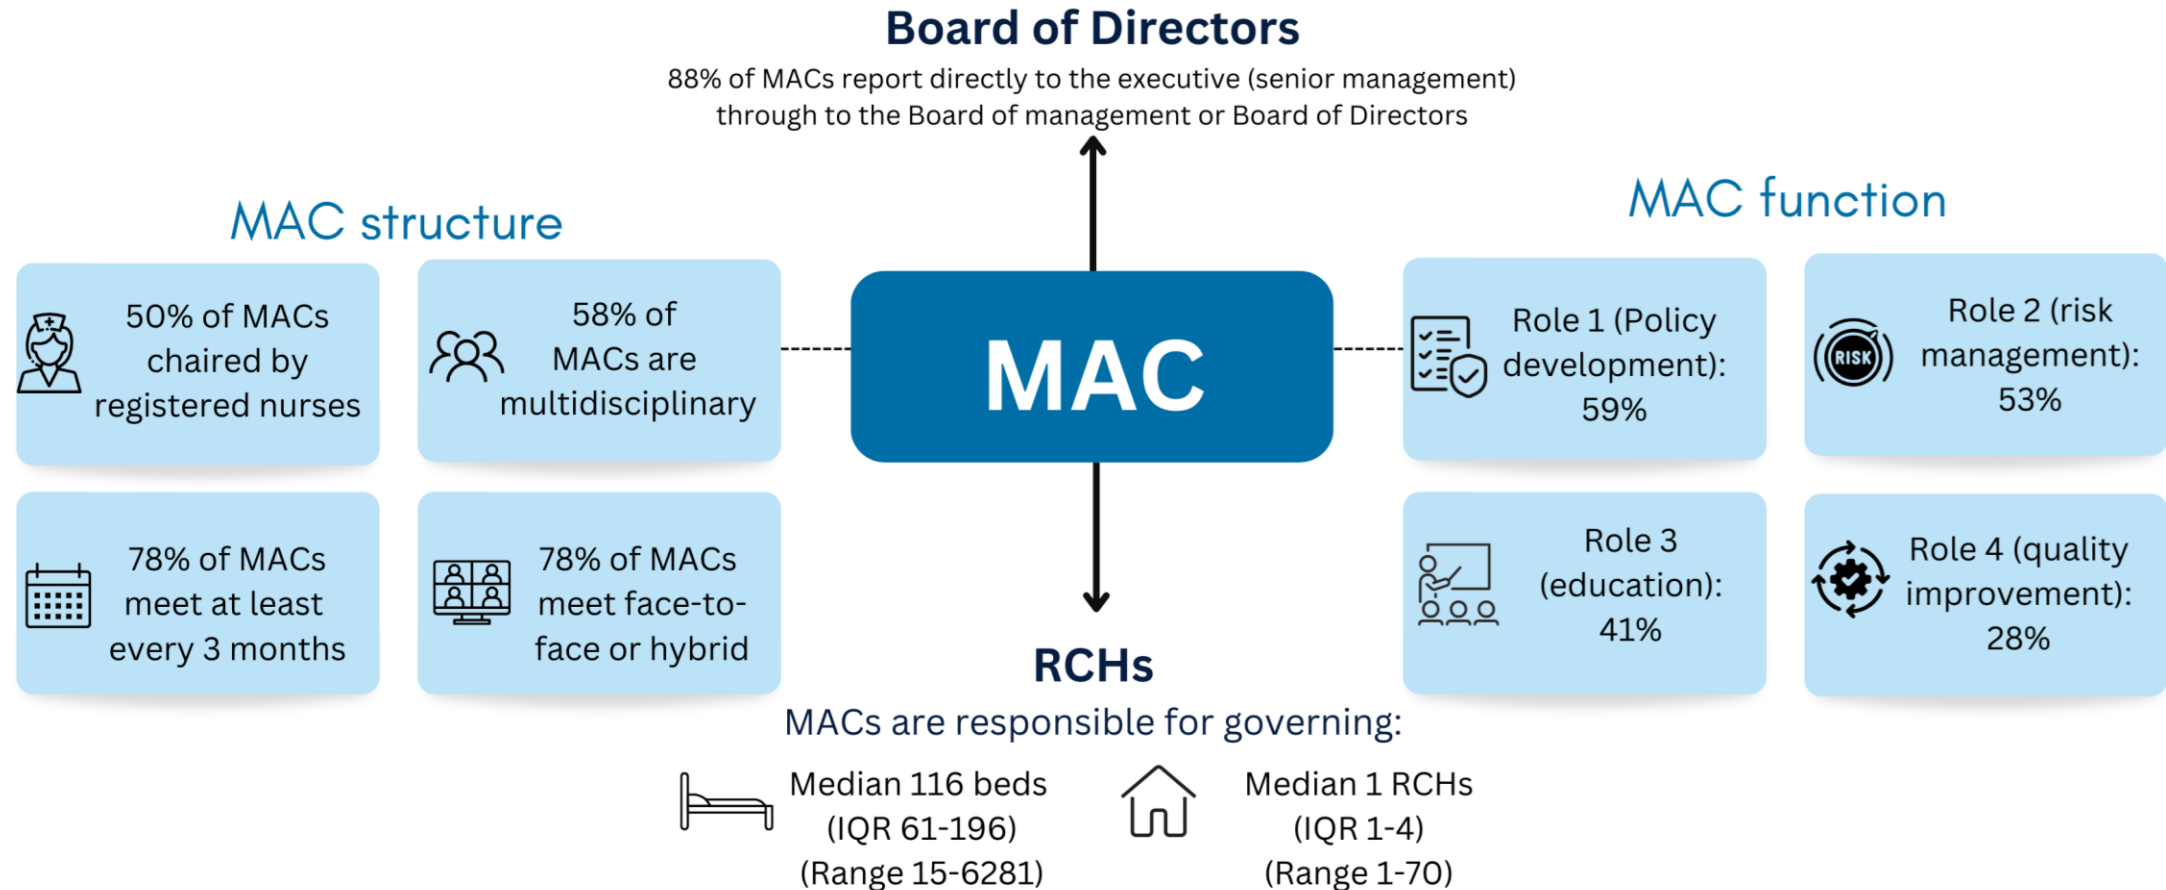 Board of Directors
88% of MACs report directly to the executive (senior management)
through to the Board of management or Board of Directors
MAC structure
50% of MACs
chaired by
registered nurses
58% of
MACs are
multidisciplinary
78% of MACs
meet at least
every 3 months
78% of MACs
meet face-to-
face or hybrid
MAC
MAC function
Role 1 (Policy
development):
59%
RISK
Role 2 (risk
management):
53%
Role 3
(education):
41%
Role 4 (quality
improvement):
28%
RCHs
MACs are responsible for governing:
Median 116 beds
(IQR 61-196)
(Range 15-6281)
Median 1 RCHs
(IQR 1-4)
(Range 1-70)